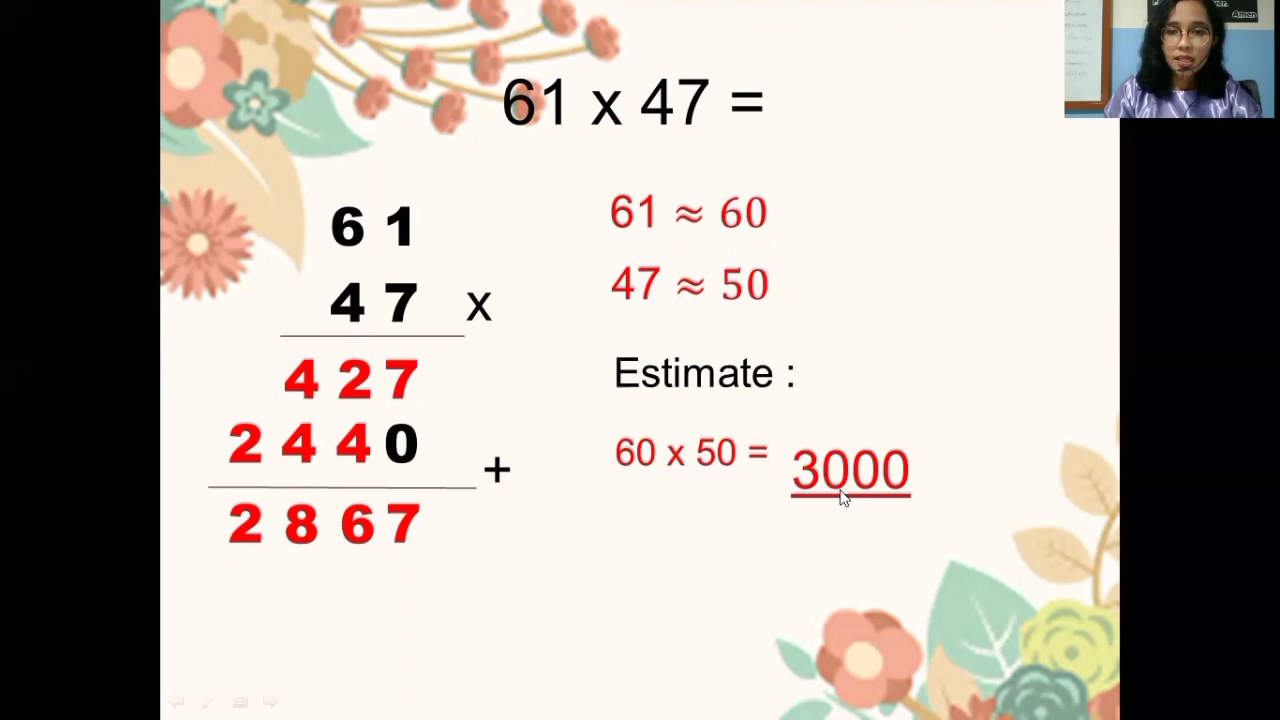 61 x 47 =
6 1
4 7 x
4 2 7
2 4 4 0 +
2 8 6 7
61 ≈ 60
47 ≈ 50
Estimate :
60 x 50 = 3000
Amen